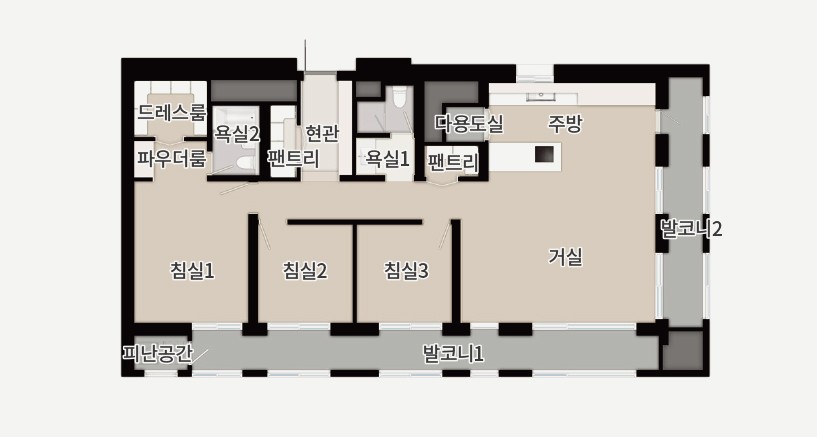 드레스룸
욕실2
현관
다용도실
주방
파우더룸
팬트리
욕실1
팬트리
발코니2
침실1
침실2
침실3
거실
피난공간
발코니1